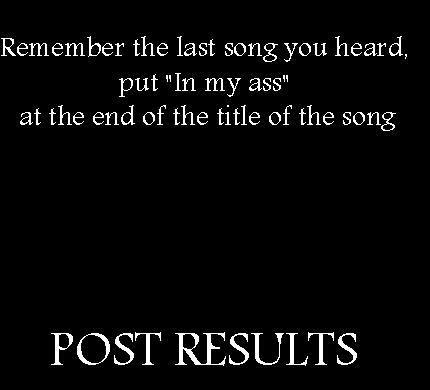 Remember the last song you heard,
put "In my ass"
at the end of the title of the song
POST RESULTS